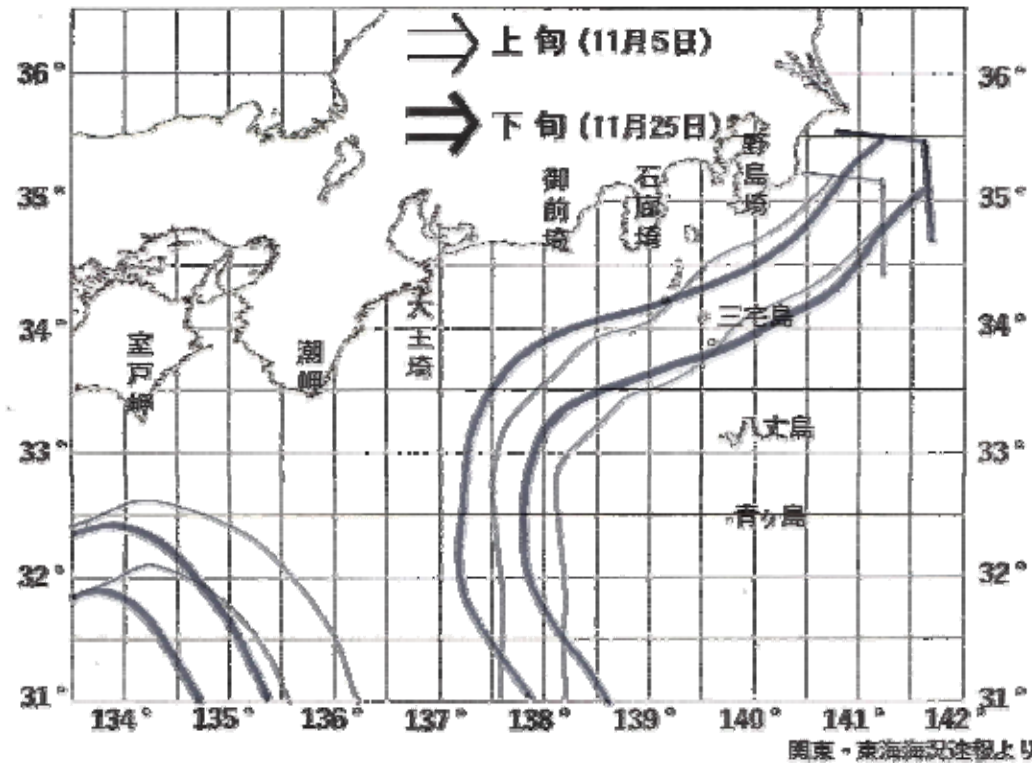 上旬 (11月5日)
下旬 (11月25日)
36° 36°
35° 35°
34° 34°
33° 33°
32° 32°
31° 31°
野島埼
石廊埼
御前埼
大王埼
潮岬
室戸岬
三宅島
八丈島
青ヶ島
134° 135° 136° 137° 138° 139° 140° 141° 142°
関東・東海海況速報より